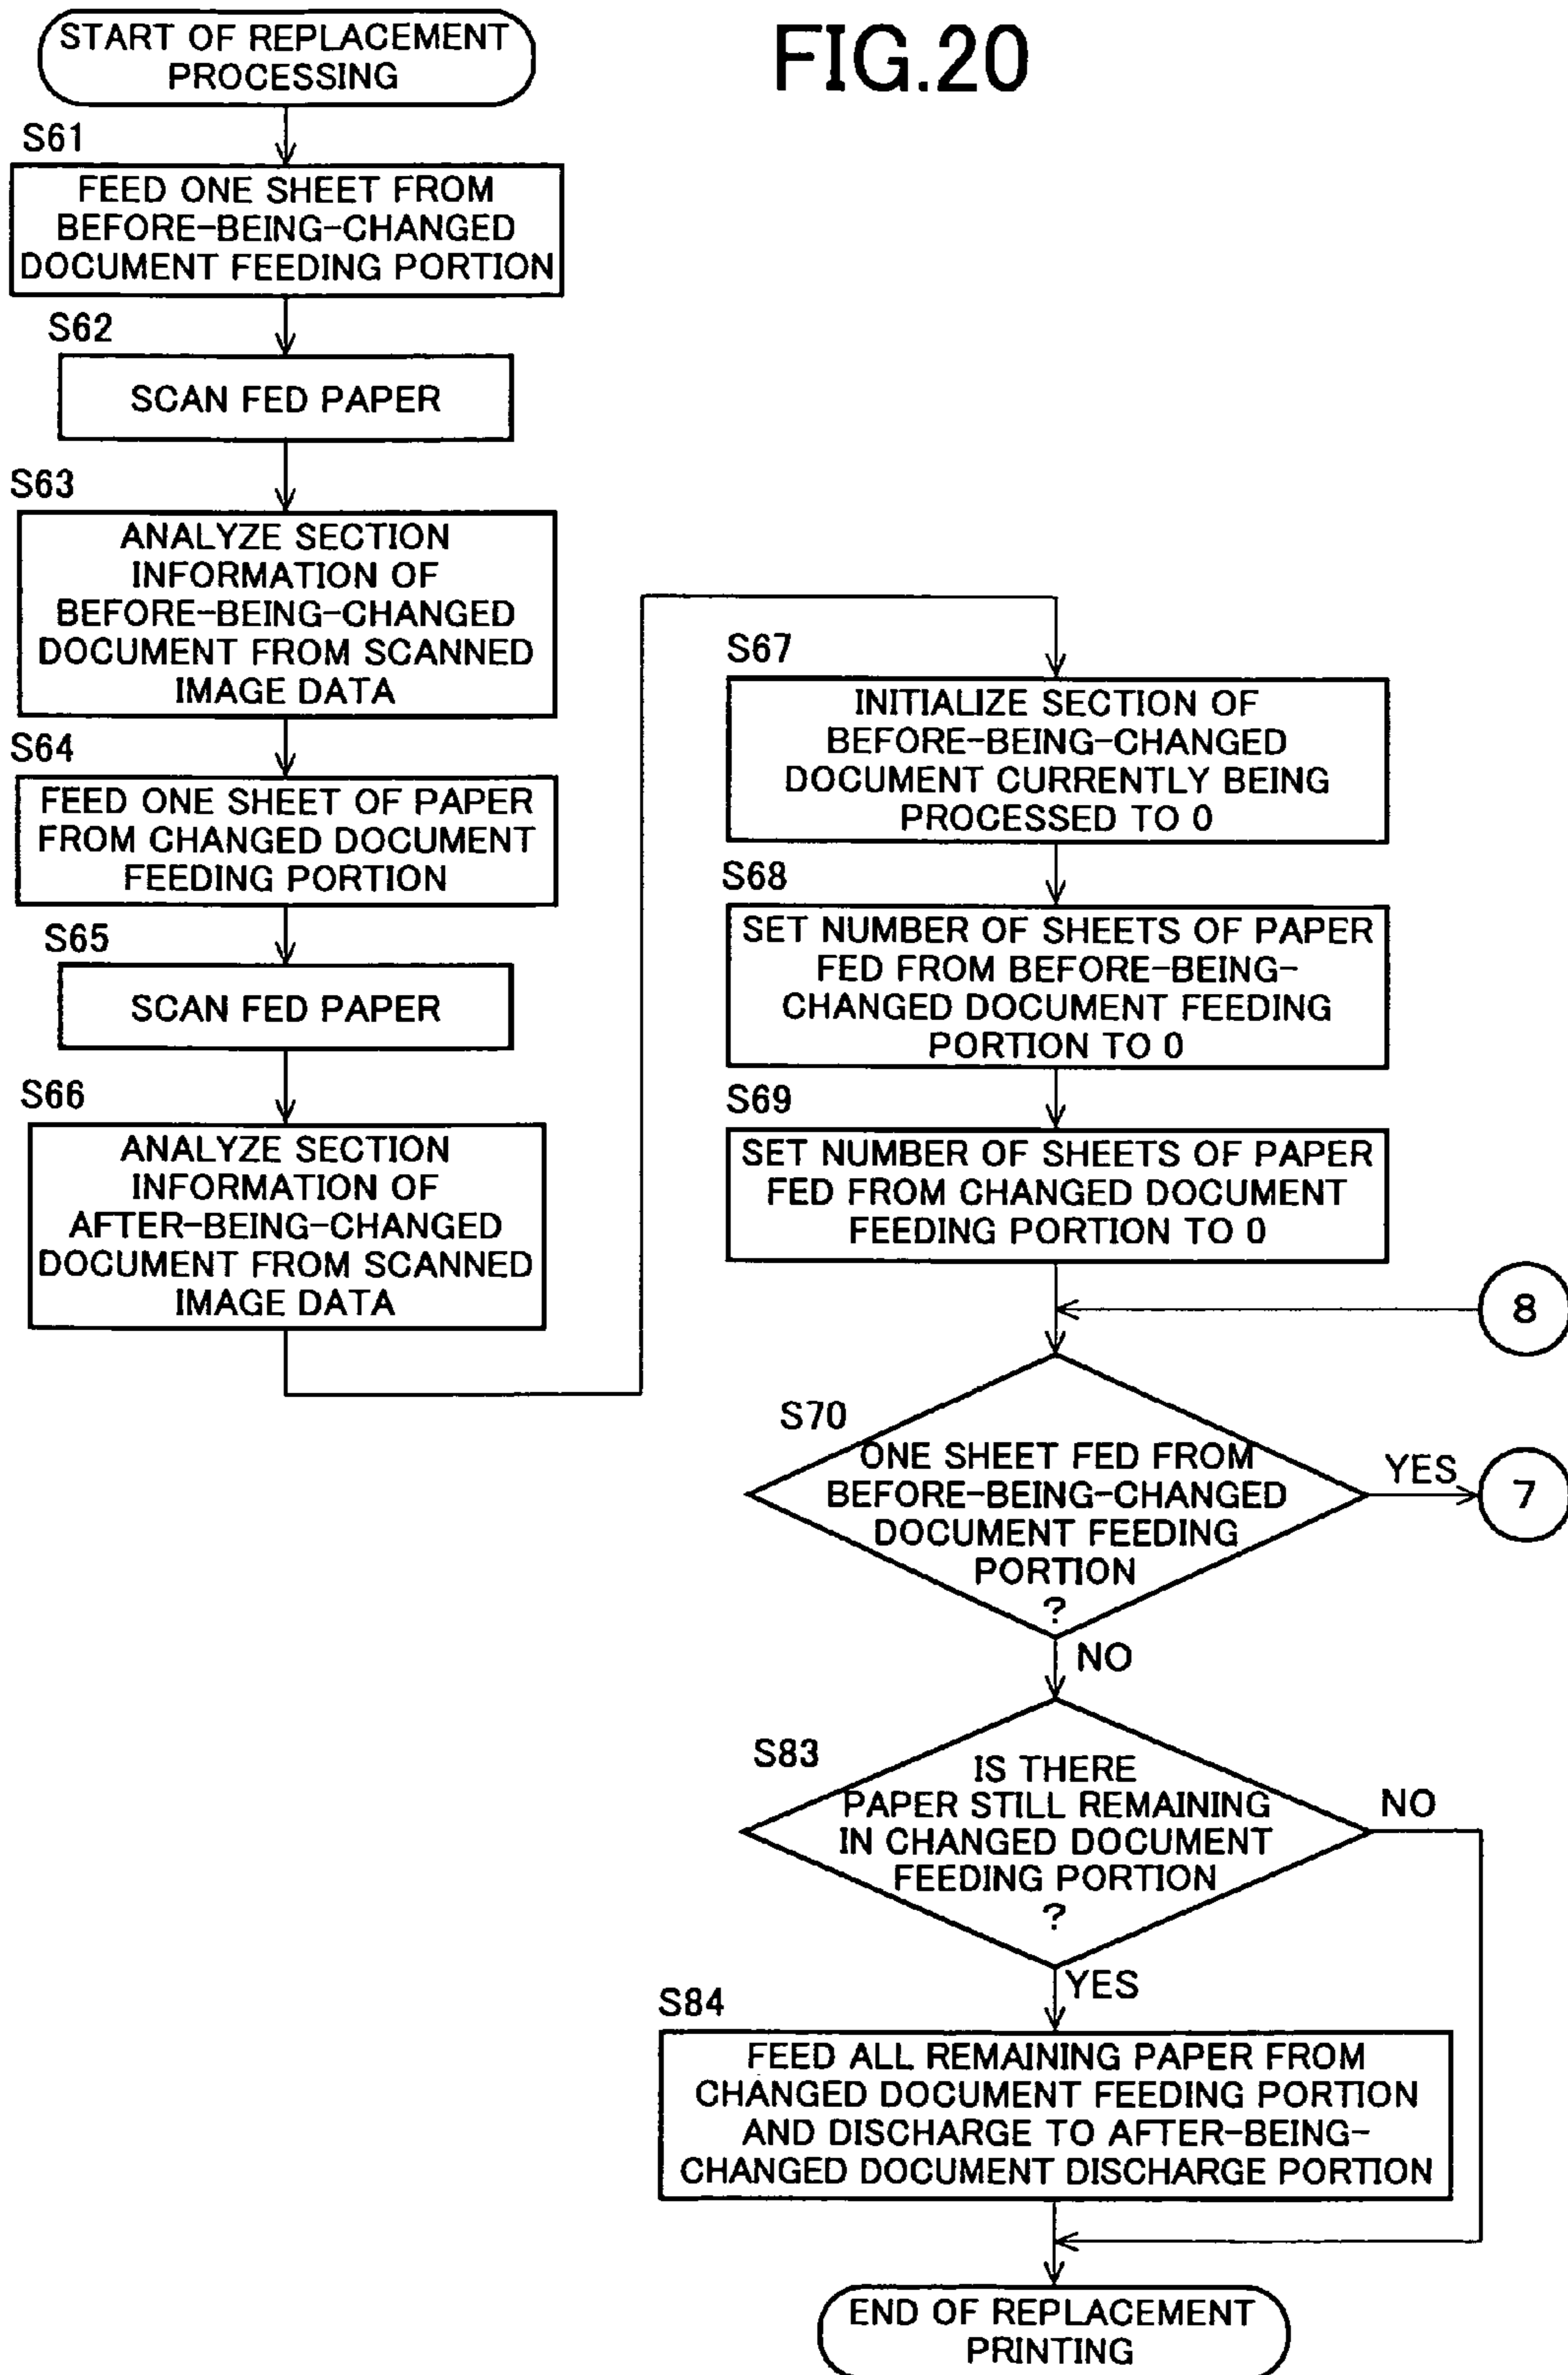 FIG.20
START OF REPLACEMENT
PROCESSING
S61
FEED ONE SHEET FROM
BEFORE-BEING-CHANGED
DOCUMENT FEEDING PORTION
S62
SCAN FED PAPER
S63
ANALYZE SECTION
INFORMATION OF
BEFORE-BEING-CHANGED
DOCUMENT FROM SCANNED
IMAGE DATA
S64
FEED ONE SHEET OF PAPER
FROM CHANGED DOCUMENT
FEEDING PORTION
S65
SCAN FED PAPER
S66
ANALYZE SECTION
INFORMATION OF
AFTER-BEING-CHANGED
DOCUMENT FROM SCANNED
IMAGE DATA
S67
INITIALIZE SECTION OF
BEFORE-BEING-CHANGED
DOCUMENT CURRENTLY BEING
PROCESSED TO 0
S68
SET NUMBER OF SHEETS OF PAPER
FED FROM BEFORE-BEING-
CHANGED DOCUMENT FEEDING
PORTION TO 0
S69
SET NUMBER OF SHEETS OF PAPER
FED FROM CHANGED DOCUMENT
FEEDING PORTION TO 0
8
S70
ONE SHEET FED FROM
BEFORE-BEING-CHANGED
DOCUMENT FEEDING
PORTION
?
YES
7
NO
S83
IS THERE
PAPER STILL REMAINING
IN CHANGED DOCUMENT
FEEDING PORTION
?
NO
YES
S84
FEED ALL REMAINING PAPER FROM
CHANGED DOCUMENT FEEDING PORTION
AND DISCHARGE TO AFTER-BEING-
CHANGED DOCUMENT DISCHARGE PORTION
END OF REPLACEMENT
PRINTING